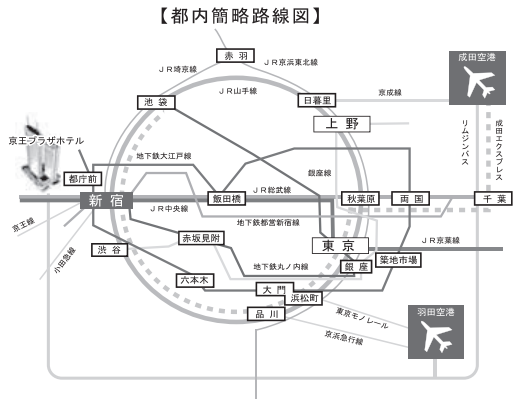 【都内簡略路線図】
赤羽
成田空港
JR埼京線
JR京浜東北線
JR山手線
池袋
日暮里
京成線
上野
リムジンバス
成田エクスプレス
京王プラザホテル
地下鉄大江戸線
銀座線
都庁前
新宿
飯田橋
JR総武線
秋葉原
両国
千葉
JR中央線
地下鉄都営新宿線
京王線
小田急線
渋谷
赤坂見附
東京
JR京葉線
地下鉄丸ノ内線
銀座
築地市場
六本木
大門
浜松町
品川
東京モノレール
京浜急行線
羽田空港